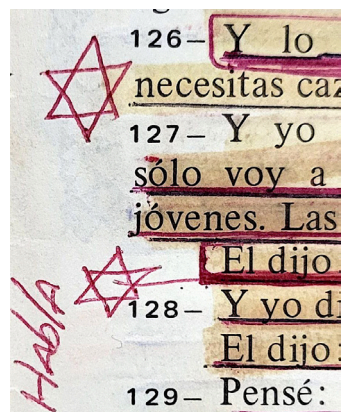 126– Y lo
necesitas caz
127– Y yo
sólo voy a
jóvenes. Las
El dijo
128– Y yo di
El dijo:
129– Pensé:
Habla